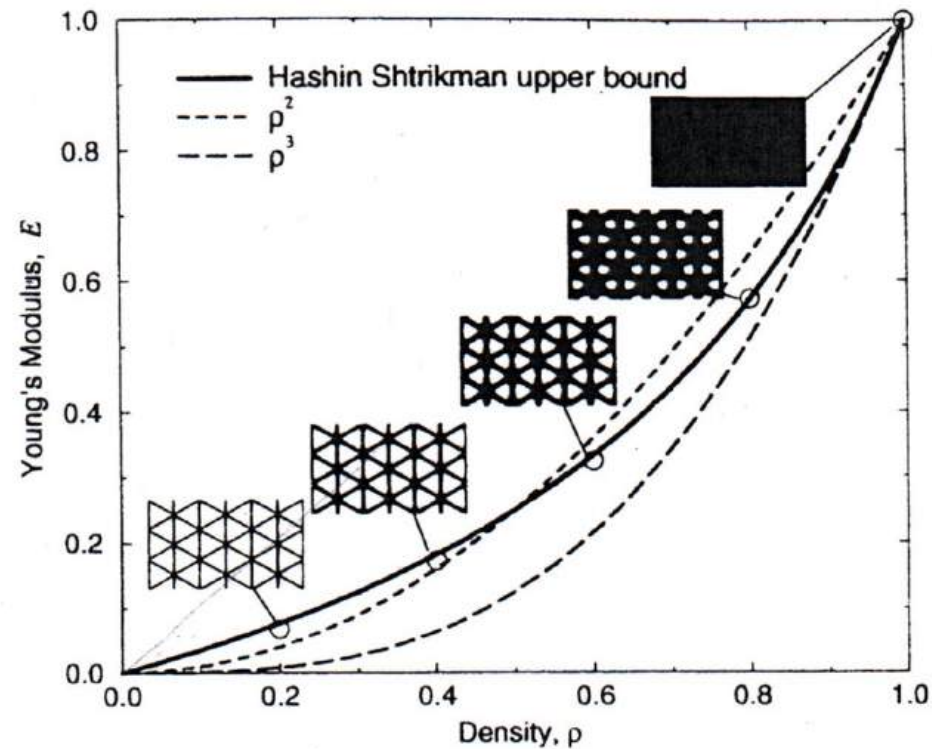 1.0
Hashin Shtrikman upper bound
ρ²
ρ³
0.8
0.6
0.4
0.2
0.0
Young's Modulus, E
0.0 0.2 0.4 0.6 0.8 1.0
Density, ρ